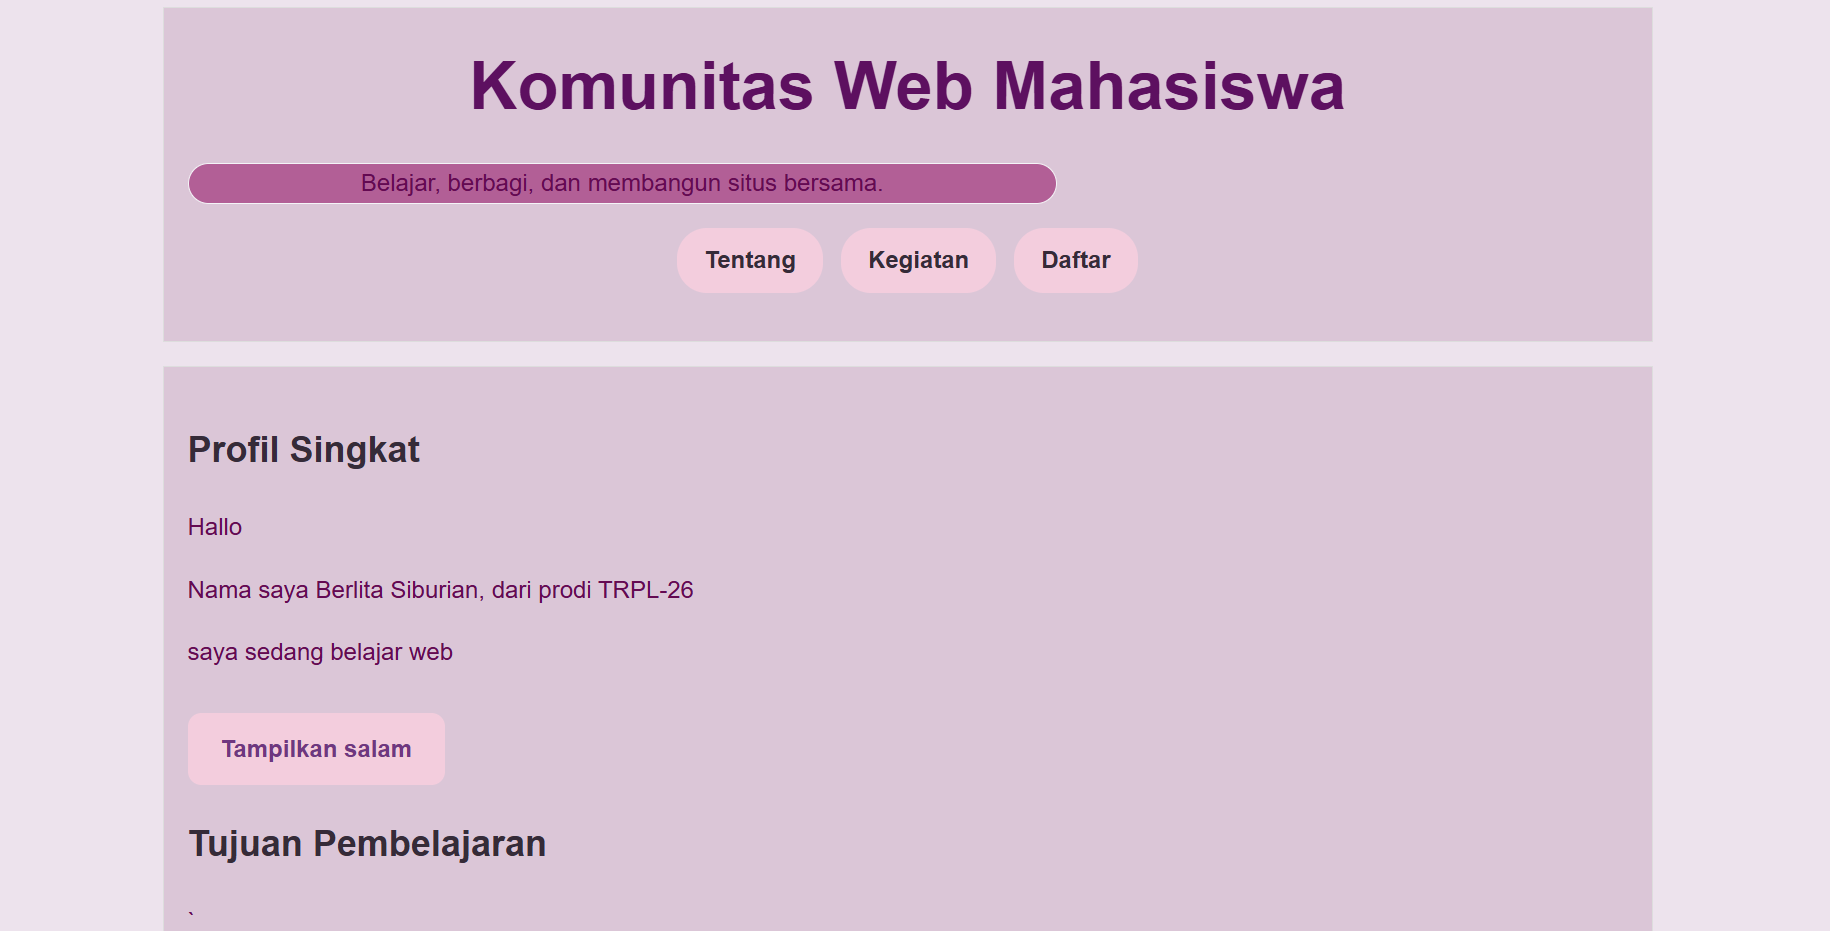 Komunitas Web Mahasiswa
Belajar, berbagi, dan membangun situs bersama.
Tentang Kegiatan Daftar
Profil Singkat
Hallo
Nama saya Berlita Siburian, dari prodi TRPL-26
saya sedang belajar web
Tampilkan salam
Tujuan Pembelajaran
`